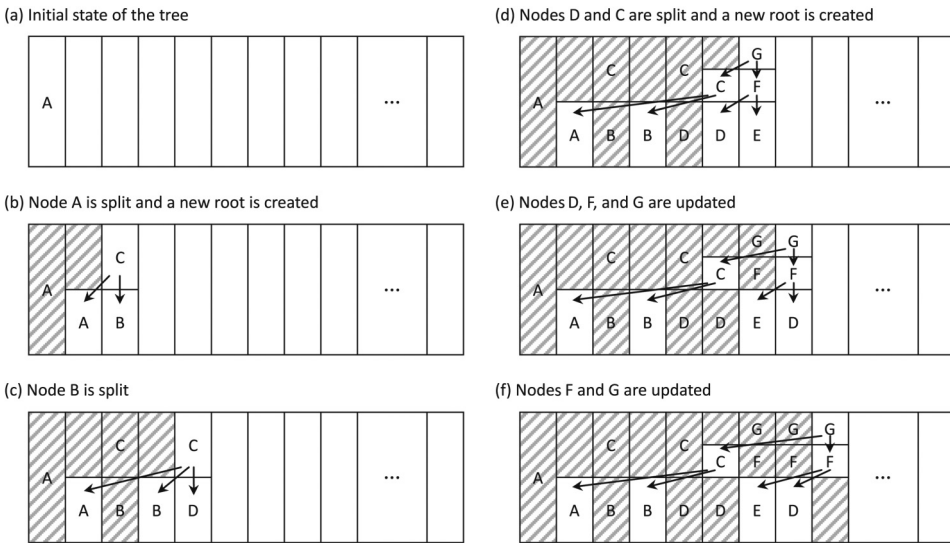 (a) Initial state of the tree
A
...
(b) Node A is split and a new root is created
C
A
...
A B
(c) Node B is split
C C
A
...
A B B D
(d) Nodes D and C are split and a new root is created
G
C C
C F
A
...
A B B D D E
(e) Nodes D, F, and G are updated
G G
C C
C F F
A
...
A B B D D E D
(f) Nodes F and G are updated
G G G
C C
C F F F
A
...
A B B D D E D